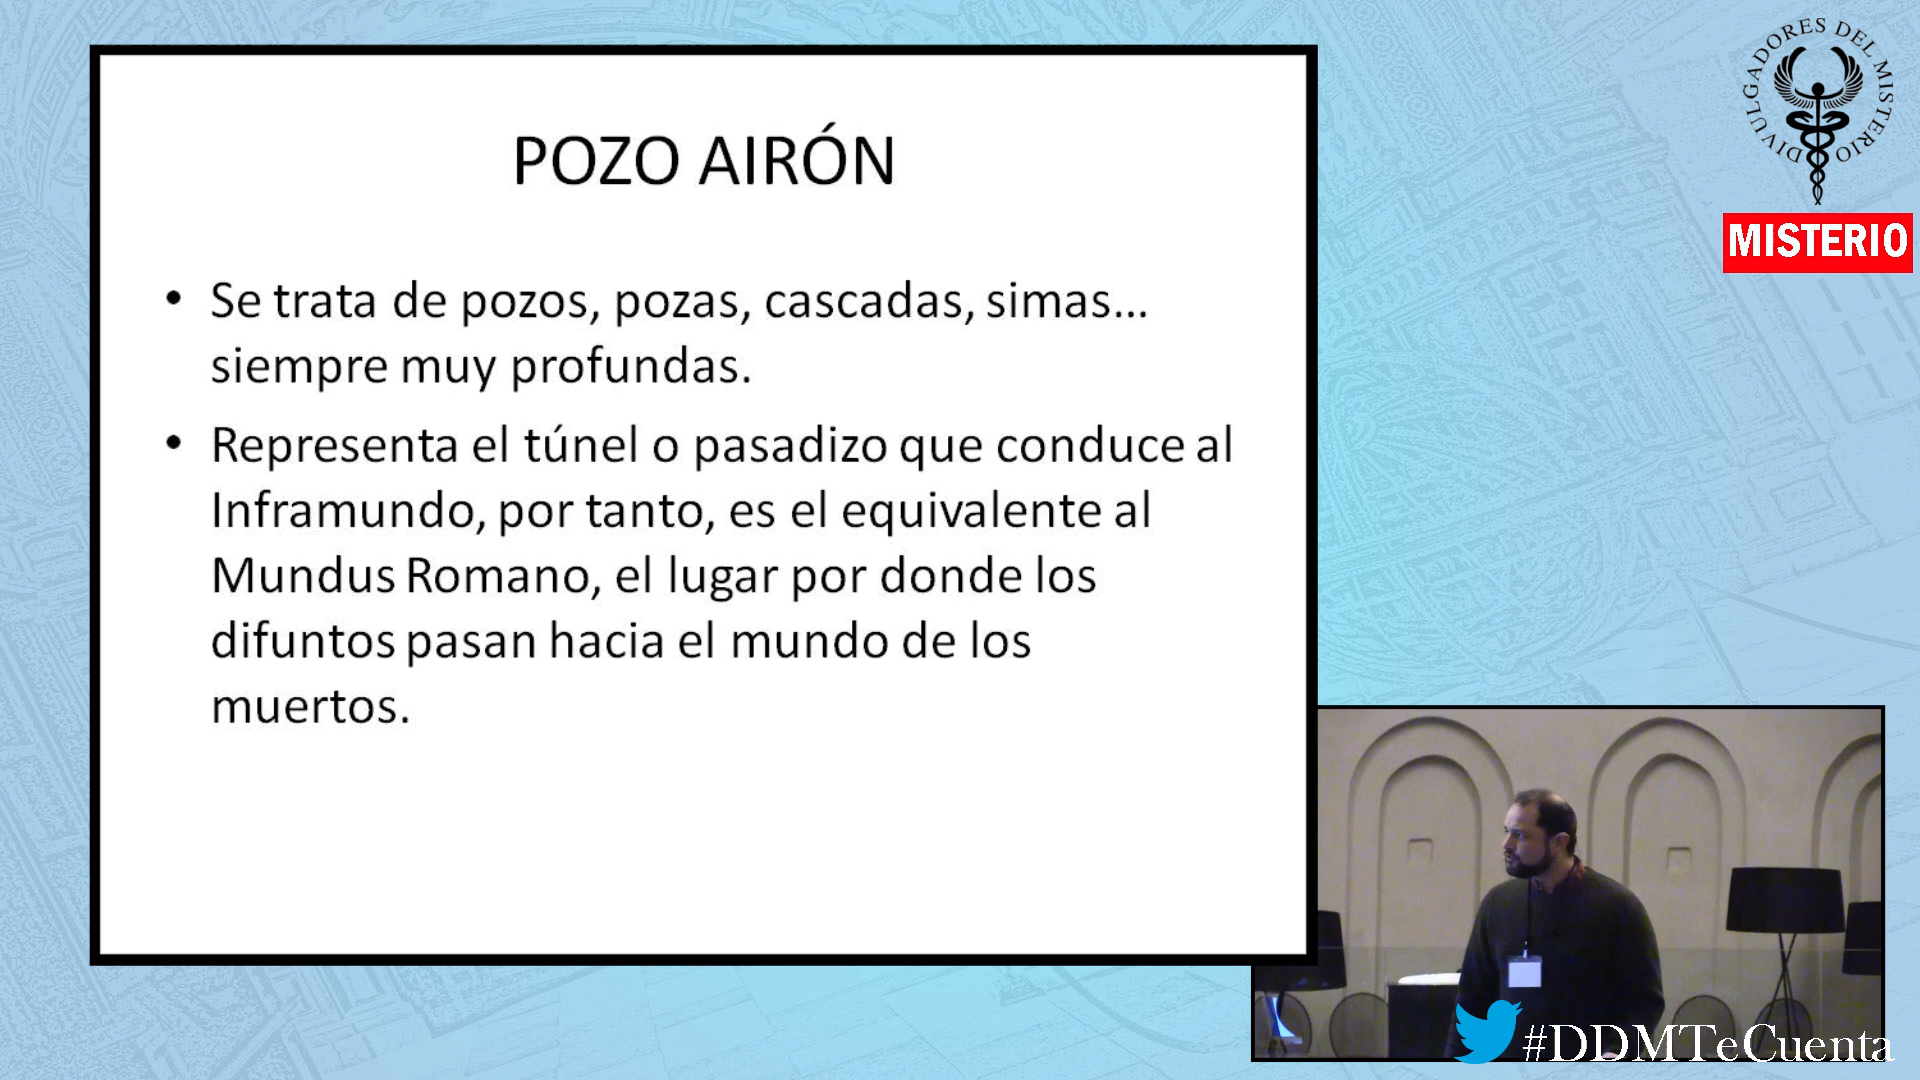 POZO AIRÓN
• Se trata de pozos, pozas, cascadas, simas...
siempre muy profundas.
• Representa el túnel o pasadizo que conduce al
Inframundo, por tanto, es el equivalente al
Mundus Romano, el lugar por donde los
difuntos pasan hacia el mundo de los
muertos.
DIVULGADORES DEL MISTERIO
MISTERIO
#DDMTeCuenta